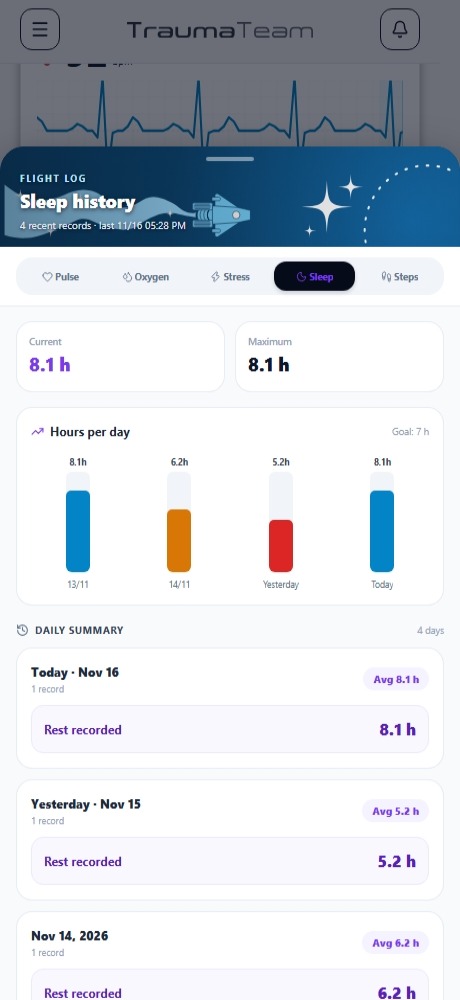 TraumaTeam
FLIGHT LOG
Sleep history
4 recent records · last 11/16 05:28 PM
Pulse
Oxygen
Stress
Sleep
Steps
Current
8.1 h
Maximum
8.1 h
Hours per day
Goal: 7 h
8.1h
6.2h
5.2h
8.1h
13/11
14/11
Yesterday
Today
DAILY SUMMARY
4 days
Today · Nov 16
Avg 8.1 h
1 record
Rest recorded
8.1 h
Yesterday · Nov 15
Avg 5.2 h
1 record
Rest recorded
5.2 h
Nov 14, 2026
Avg 6.2 h
1 record
Rest recorded
6.2 h